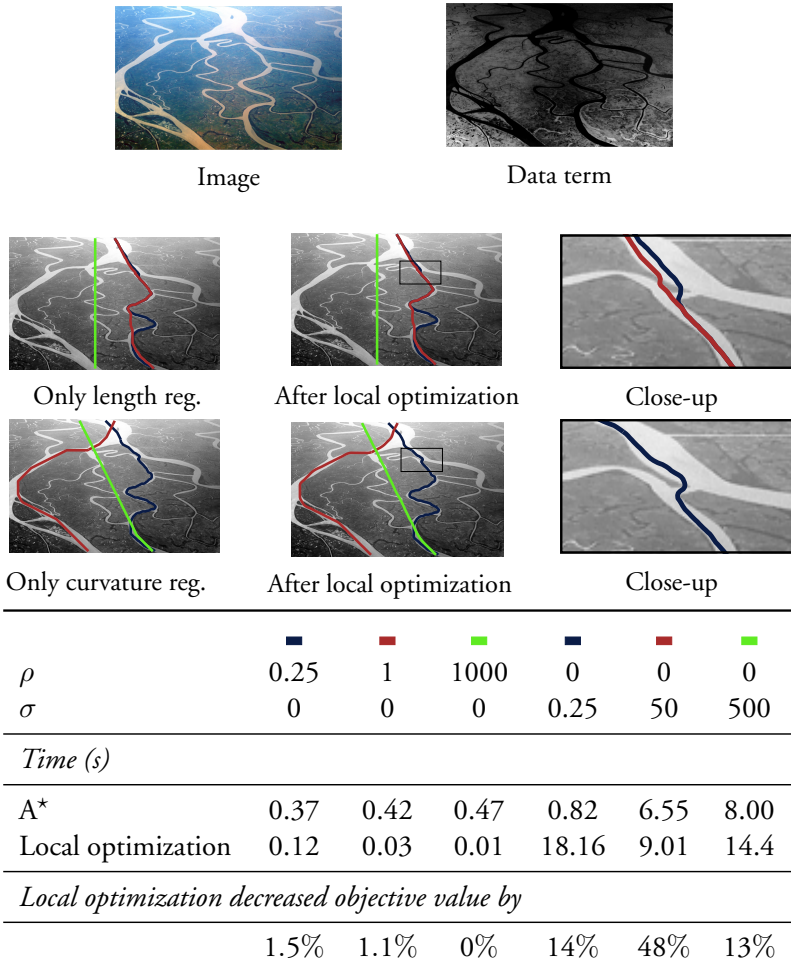 Image
Data term
Only length reg.
After local optimization
Close-up
Only curvature reg.
After local optimization
Close-up
ρ 0.25 1 1000 0 0 0
σ 0 0 0 0.25 50 500
Time (s)
A⋆ 0.37 0.42 0.47 0.82 6.55 8.00
Local optimization 0.12 0.03 0.01 18.16 9.01 14.4
Local optimization decreased objective value by
1.5% 1.1% 0% 14% 48% 13%